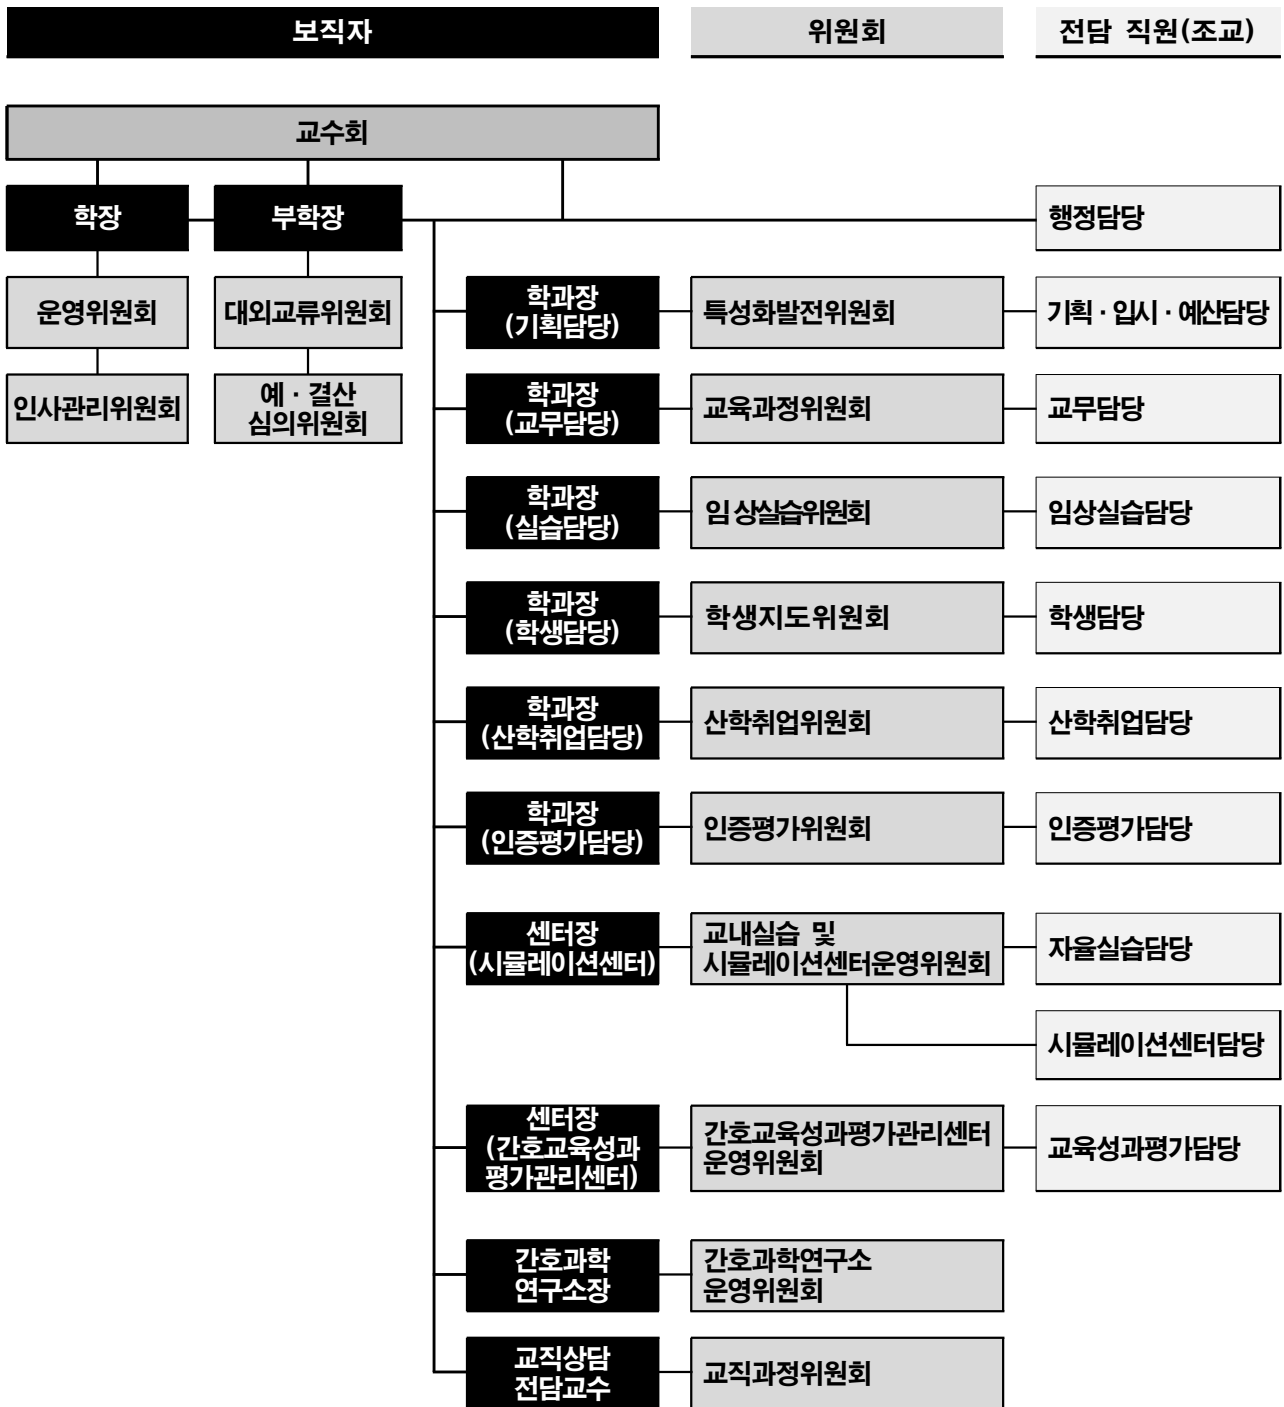 보직자
위원회
전담 직원(조교)
교수회
학장
부학장
행정담당
운영위원회
대외교류위원회
학과장
(기획담당)
특성화발전위원회
기획·입시·예산담당
인사관리위원회
예·결산
심의위원회
학과장
(교무담당)
교육과정위원회
교무담당
학과장
(실습담당)
임상실습위원회
임상실습담당
학과장
(학생담당)
학생지도위원회
학생담당
학과장
(산학취업담당)
산학취업위원회
산학취업담당
학과장
(인증평가담당)
인증평가위원회
인증평가담당
센터장
(시뮬레이션센터)
교내실습 및
시뮬레이션센터운영위원회
자율실습담당
시뮬레이션센터담당
센터장
(간호교육성과
평가관리센터)
간호교육성과평가관리센터
운영위원회
교육성과평가담당
간호과학
연구소장
간호과학연구소
운영위원회
교직상담
전담교수
교직과정위원회